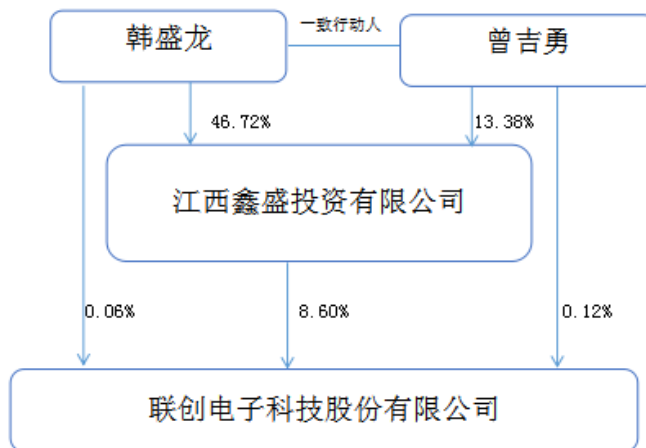 韩盛龙
一致行动人
曾吉勇
46.72%
13.38%
江西鑫盛投资有限公司
0.06%
8.60%
0.12%
联创电子科技股份有限公司